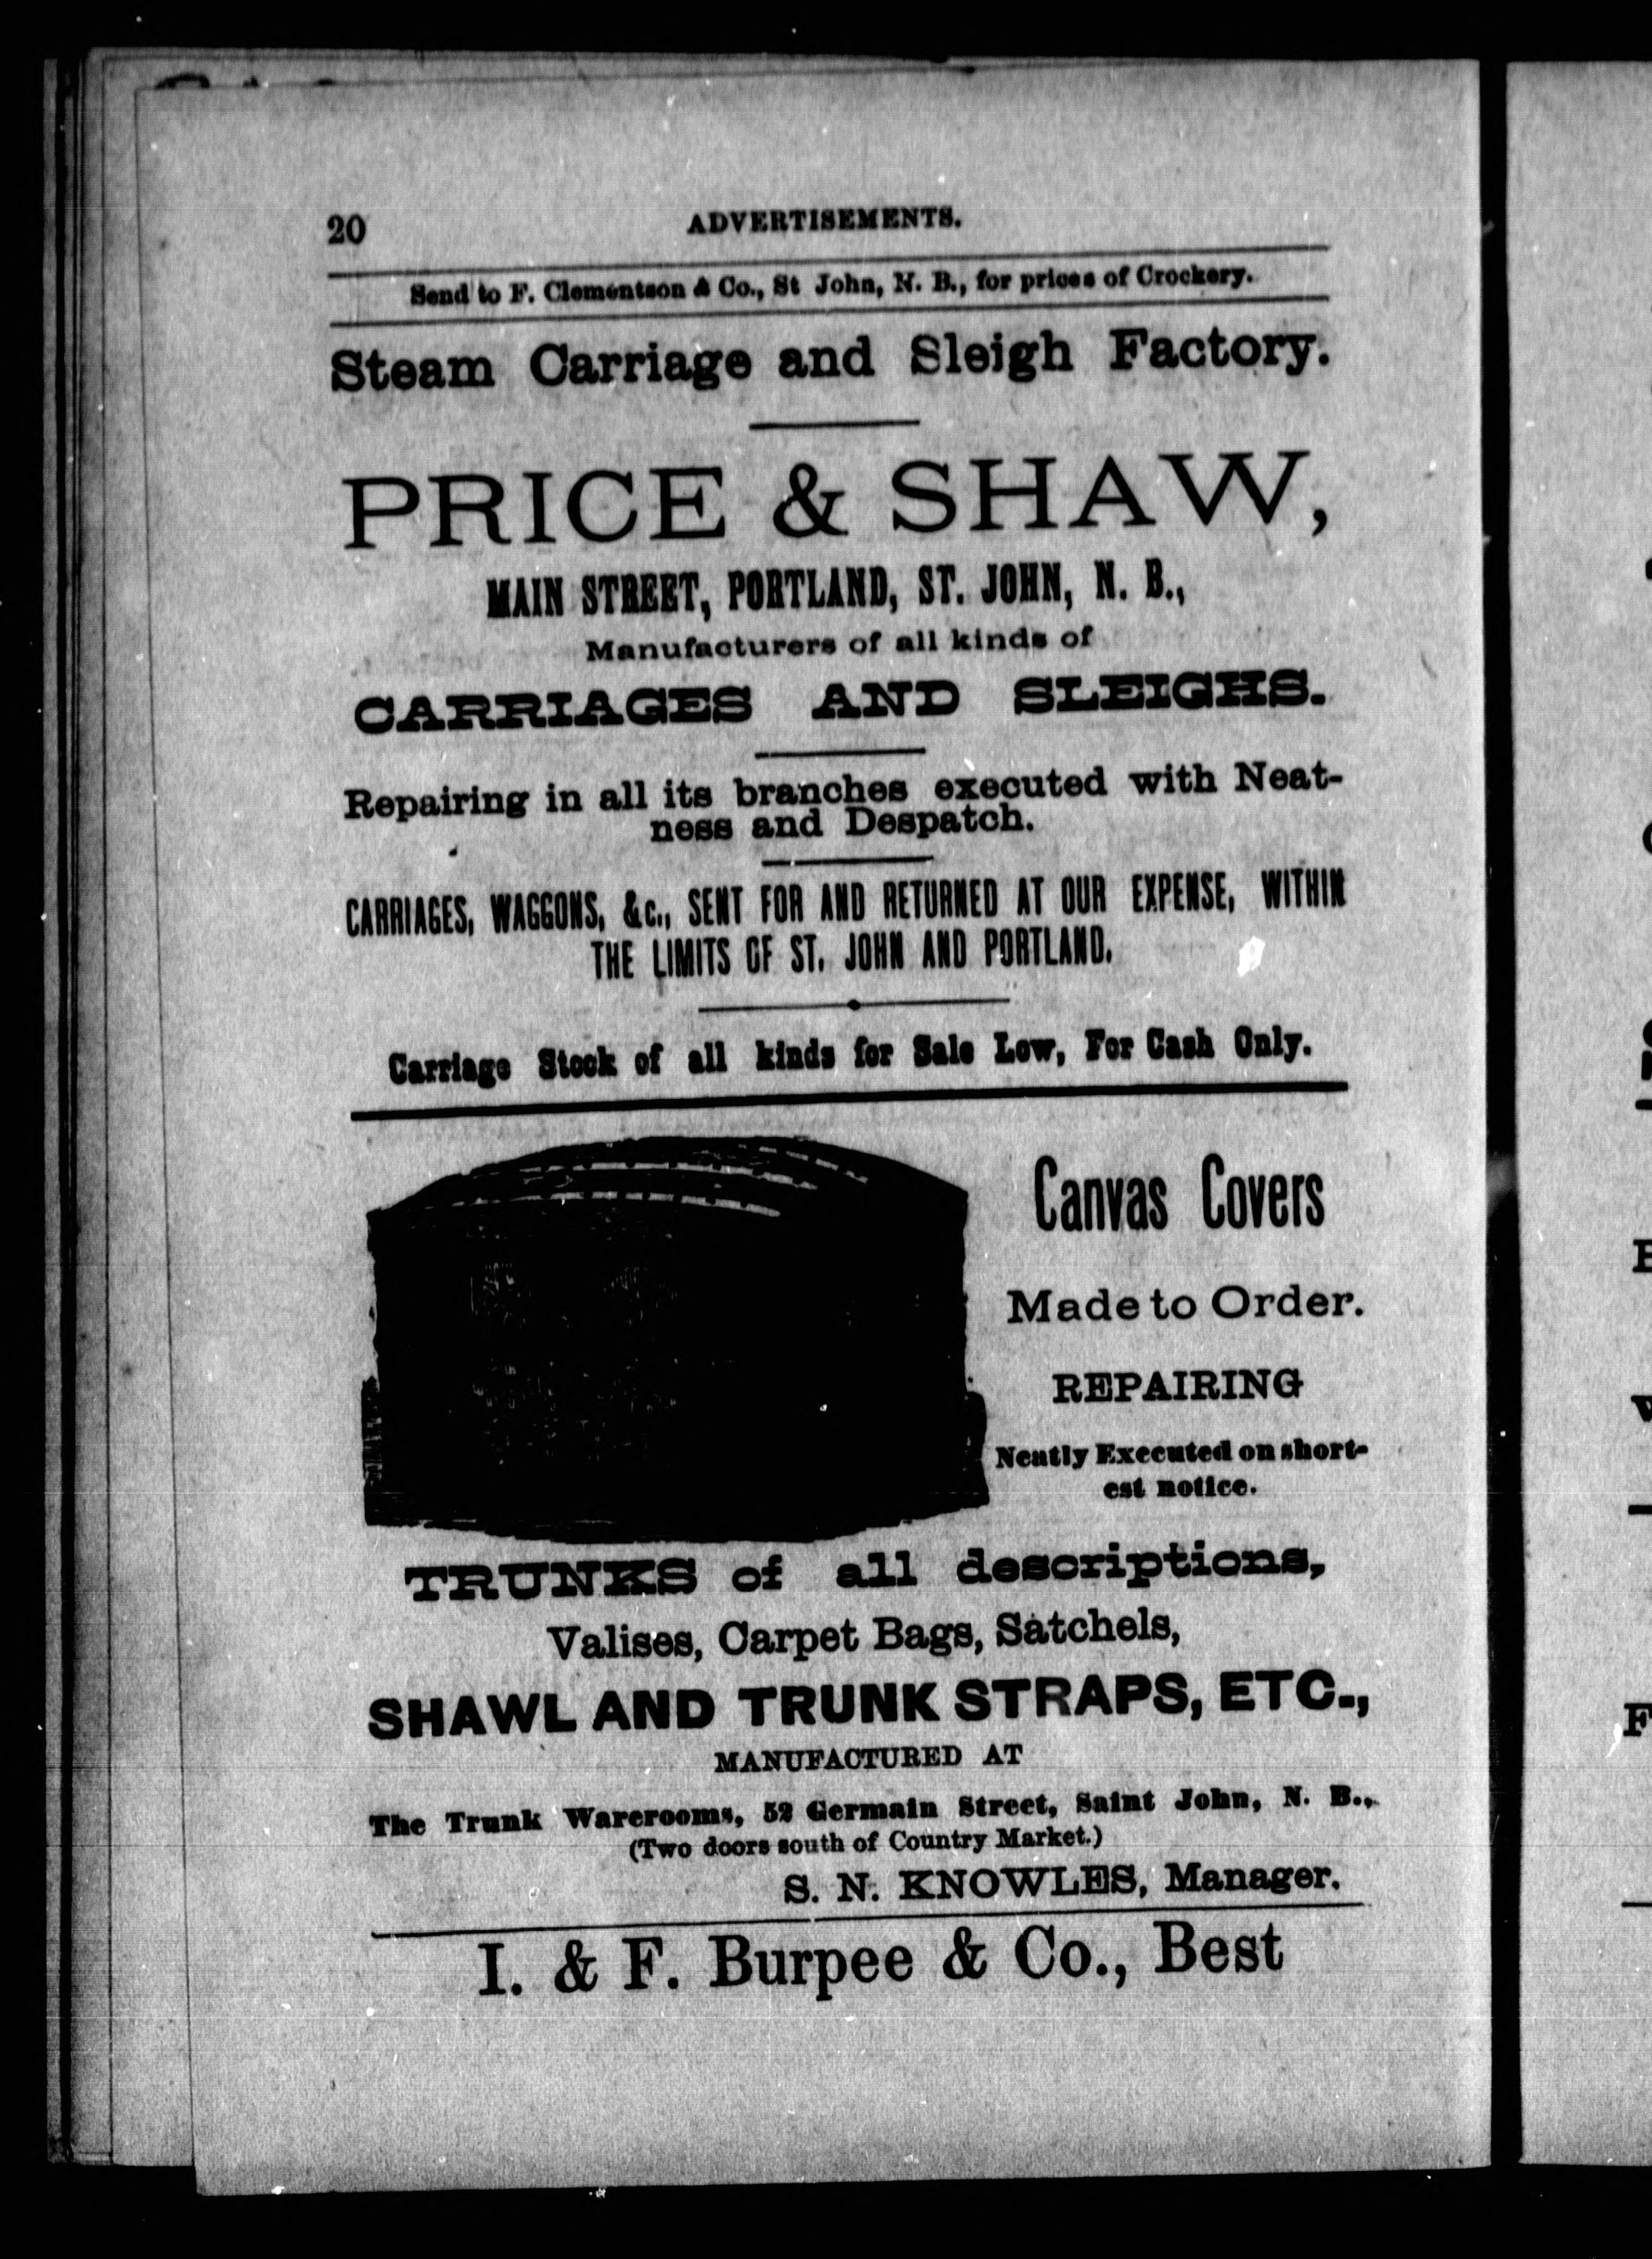 20
ADVERTISEMENTS.
Send to F. Clementson & Co., St John, N. B., for prices of Crockery.
Steam Carriage and Sleigh Factory.
PRICE & SHAW,
MAIN STREET, PORTLAND, ST. JOHN, N. B.,
Manufacturers of all kinds of
CARRIAGES AND SLEIGHS.
Repairing in all its branches executed with Neat-
ness and Despatch.
CARRIAGES, WAGGONS, &c., SENT FOR AND RETURNED AT OUR EXPENSE, WITHIN
THE LIMITS OF ST. JOHN AND PORTLAND.
Carriage Stock of all kinds for Sale Low, For Cash Only.
Canvas Covers
Made to Order.
REPAIRING
Neatly Executed on short-
est notice.
TRUNKS of all descriptions,
Valises, Carpet Bags, Satchels,
SHAWL AND TRUNK STRAPS, ETC.,
MANUFACTURED AT
The Trunk Warerooms, 52 Germain Street, Saint John, N. B.,
(Two doors south of Country Market.)
S. N. KNOWLES, Manager.
I. & F. Burpee & Co., Best